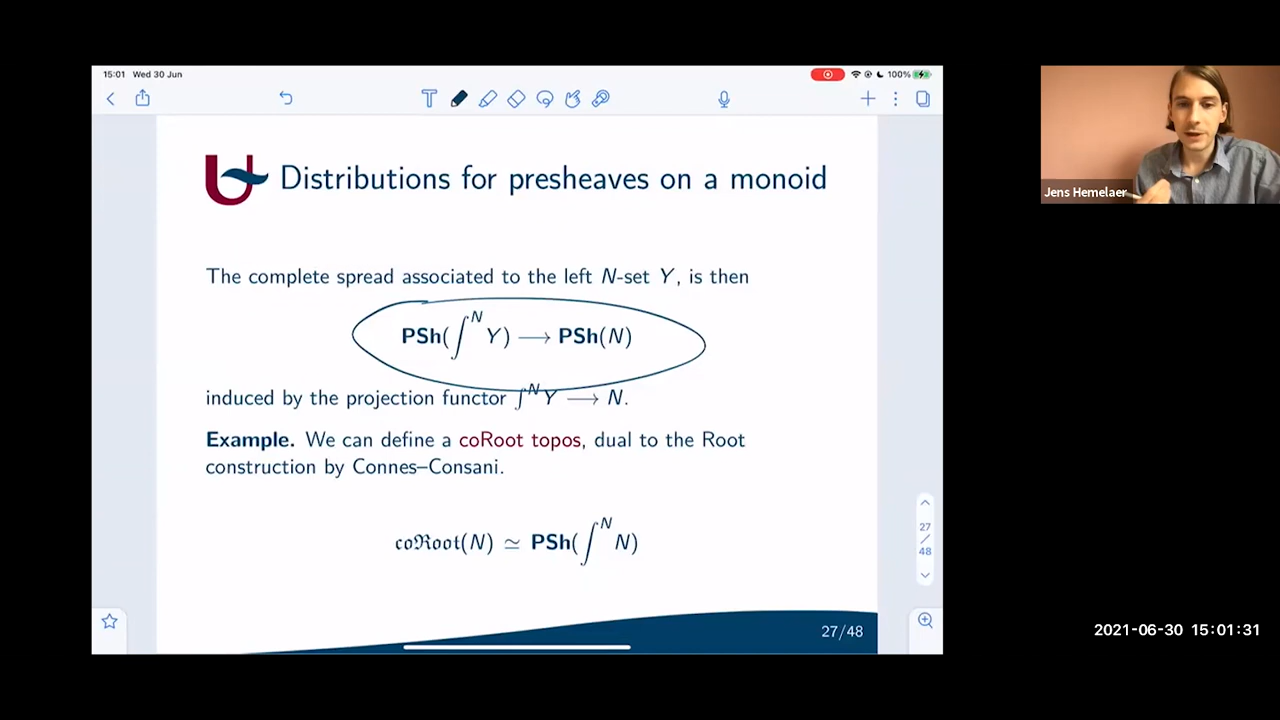 15:01 Wed 30 Jun
100%
Distributions for presheaves on a monoid
The complete spread associated to the left N-set Y, is then
PSh(∫^N Y) ⟶ PSh(N)
induced by the projection functor ∫^N Y ⟶ N.
Example. We can define a coRoot topos, dual to the Root
construction by Connes–Consani.
𝔠𝔬ℜ𝔬𝔬𝔱(N) ≃ PSh(∫^N N)
27/48
27
/
48
Jens Hemelaer
2021-06-30 15:01:31